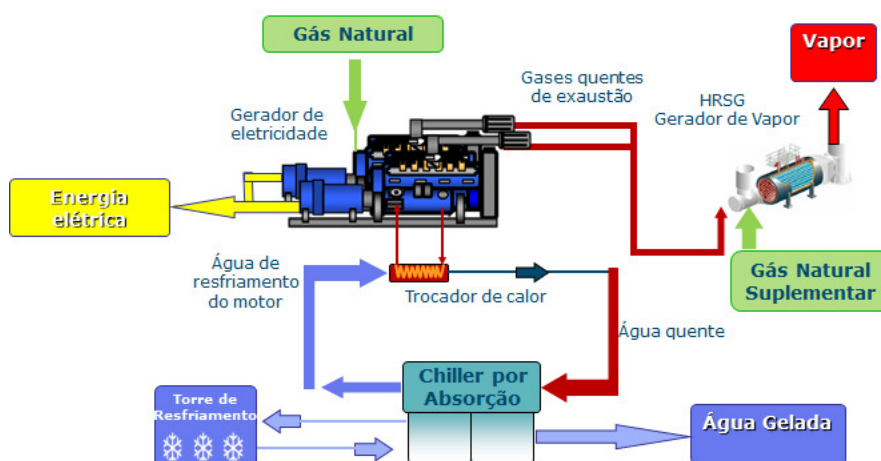 Gás Natural
Vapor
Gases quentes
de exaustão
HRSG
Gerador de Vapor
Gerador de
eletricidade
Energia
elétrica
Água de
resfriamento
do motor
Trocador de calor
Gás Natural
Suplementar
Água quente
Chiller por
Absorção
Torre de
Resfriamento
Água Gelada